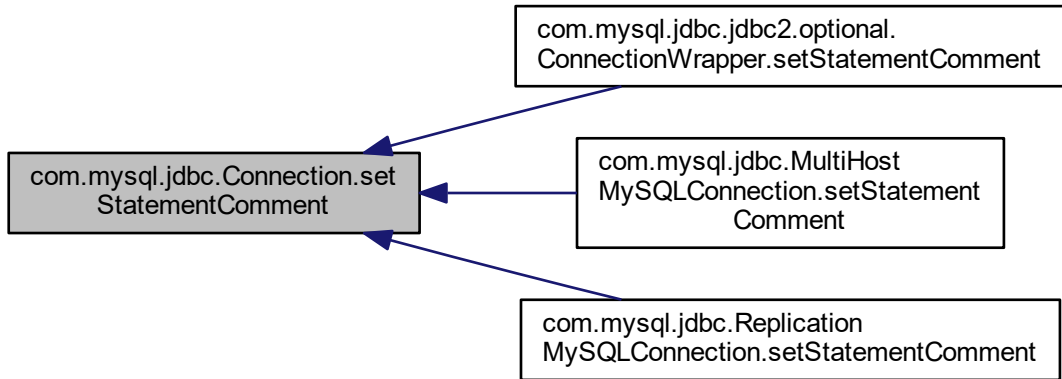 com.mysql.jdbc.jdbc2.optional.
ConnectionWrapper.setStatementComment
com.mysql.jdbc.Connection.set
StatementComment
com.mysql.jdbc.MultiHost
MySQLConnection.setStatement
Comment
com.mysql.jdbc.Replication
MySQLConnection.setStatementComment